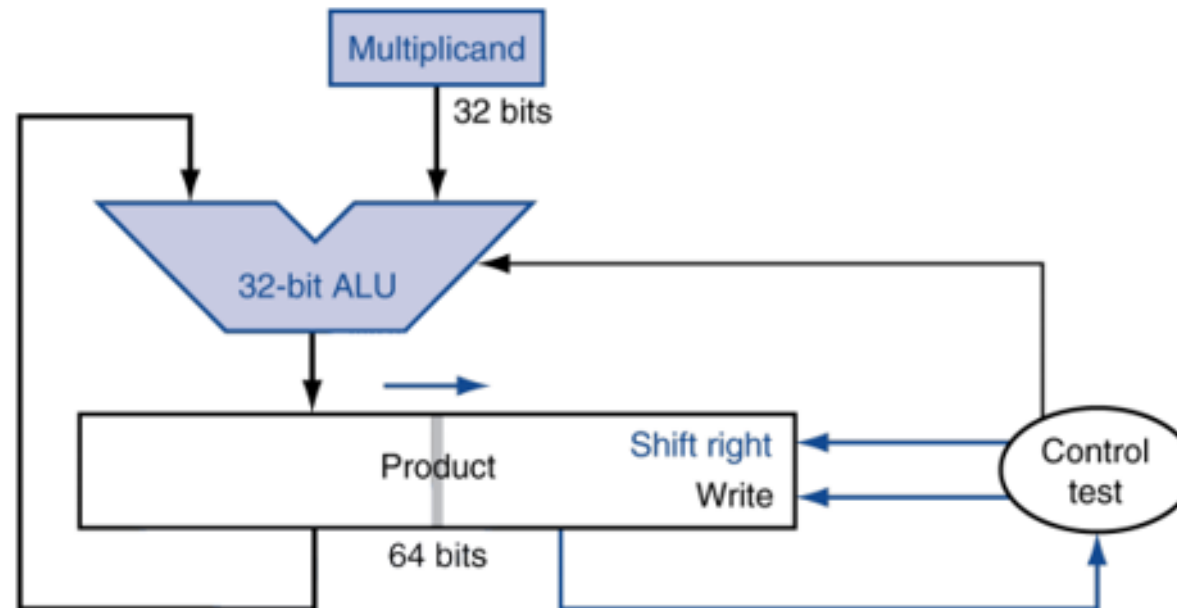 Multiplicand
32 bits
32-bit ALU
Product
Shift right
Write
64 bits
Control
test